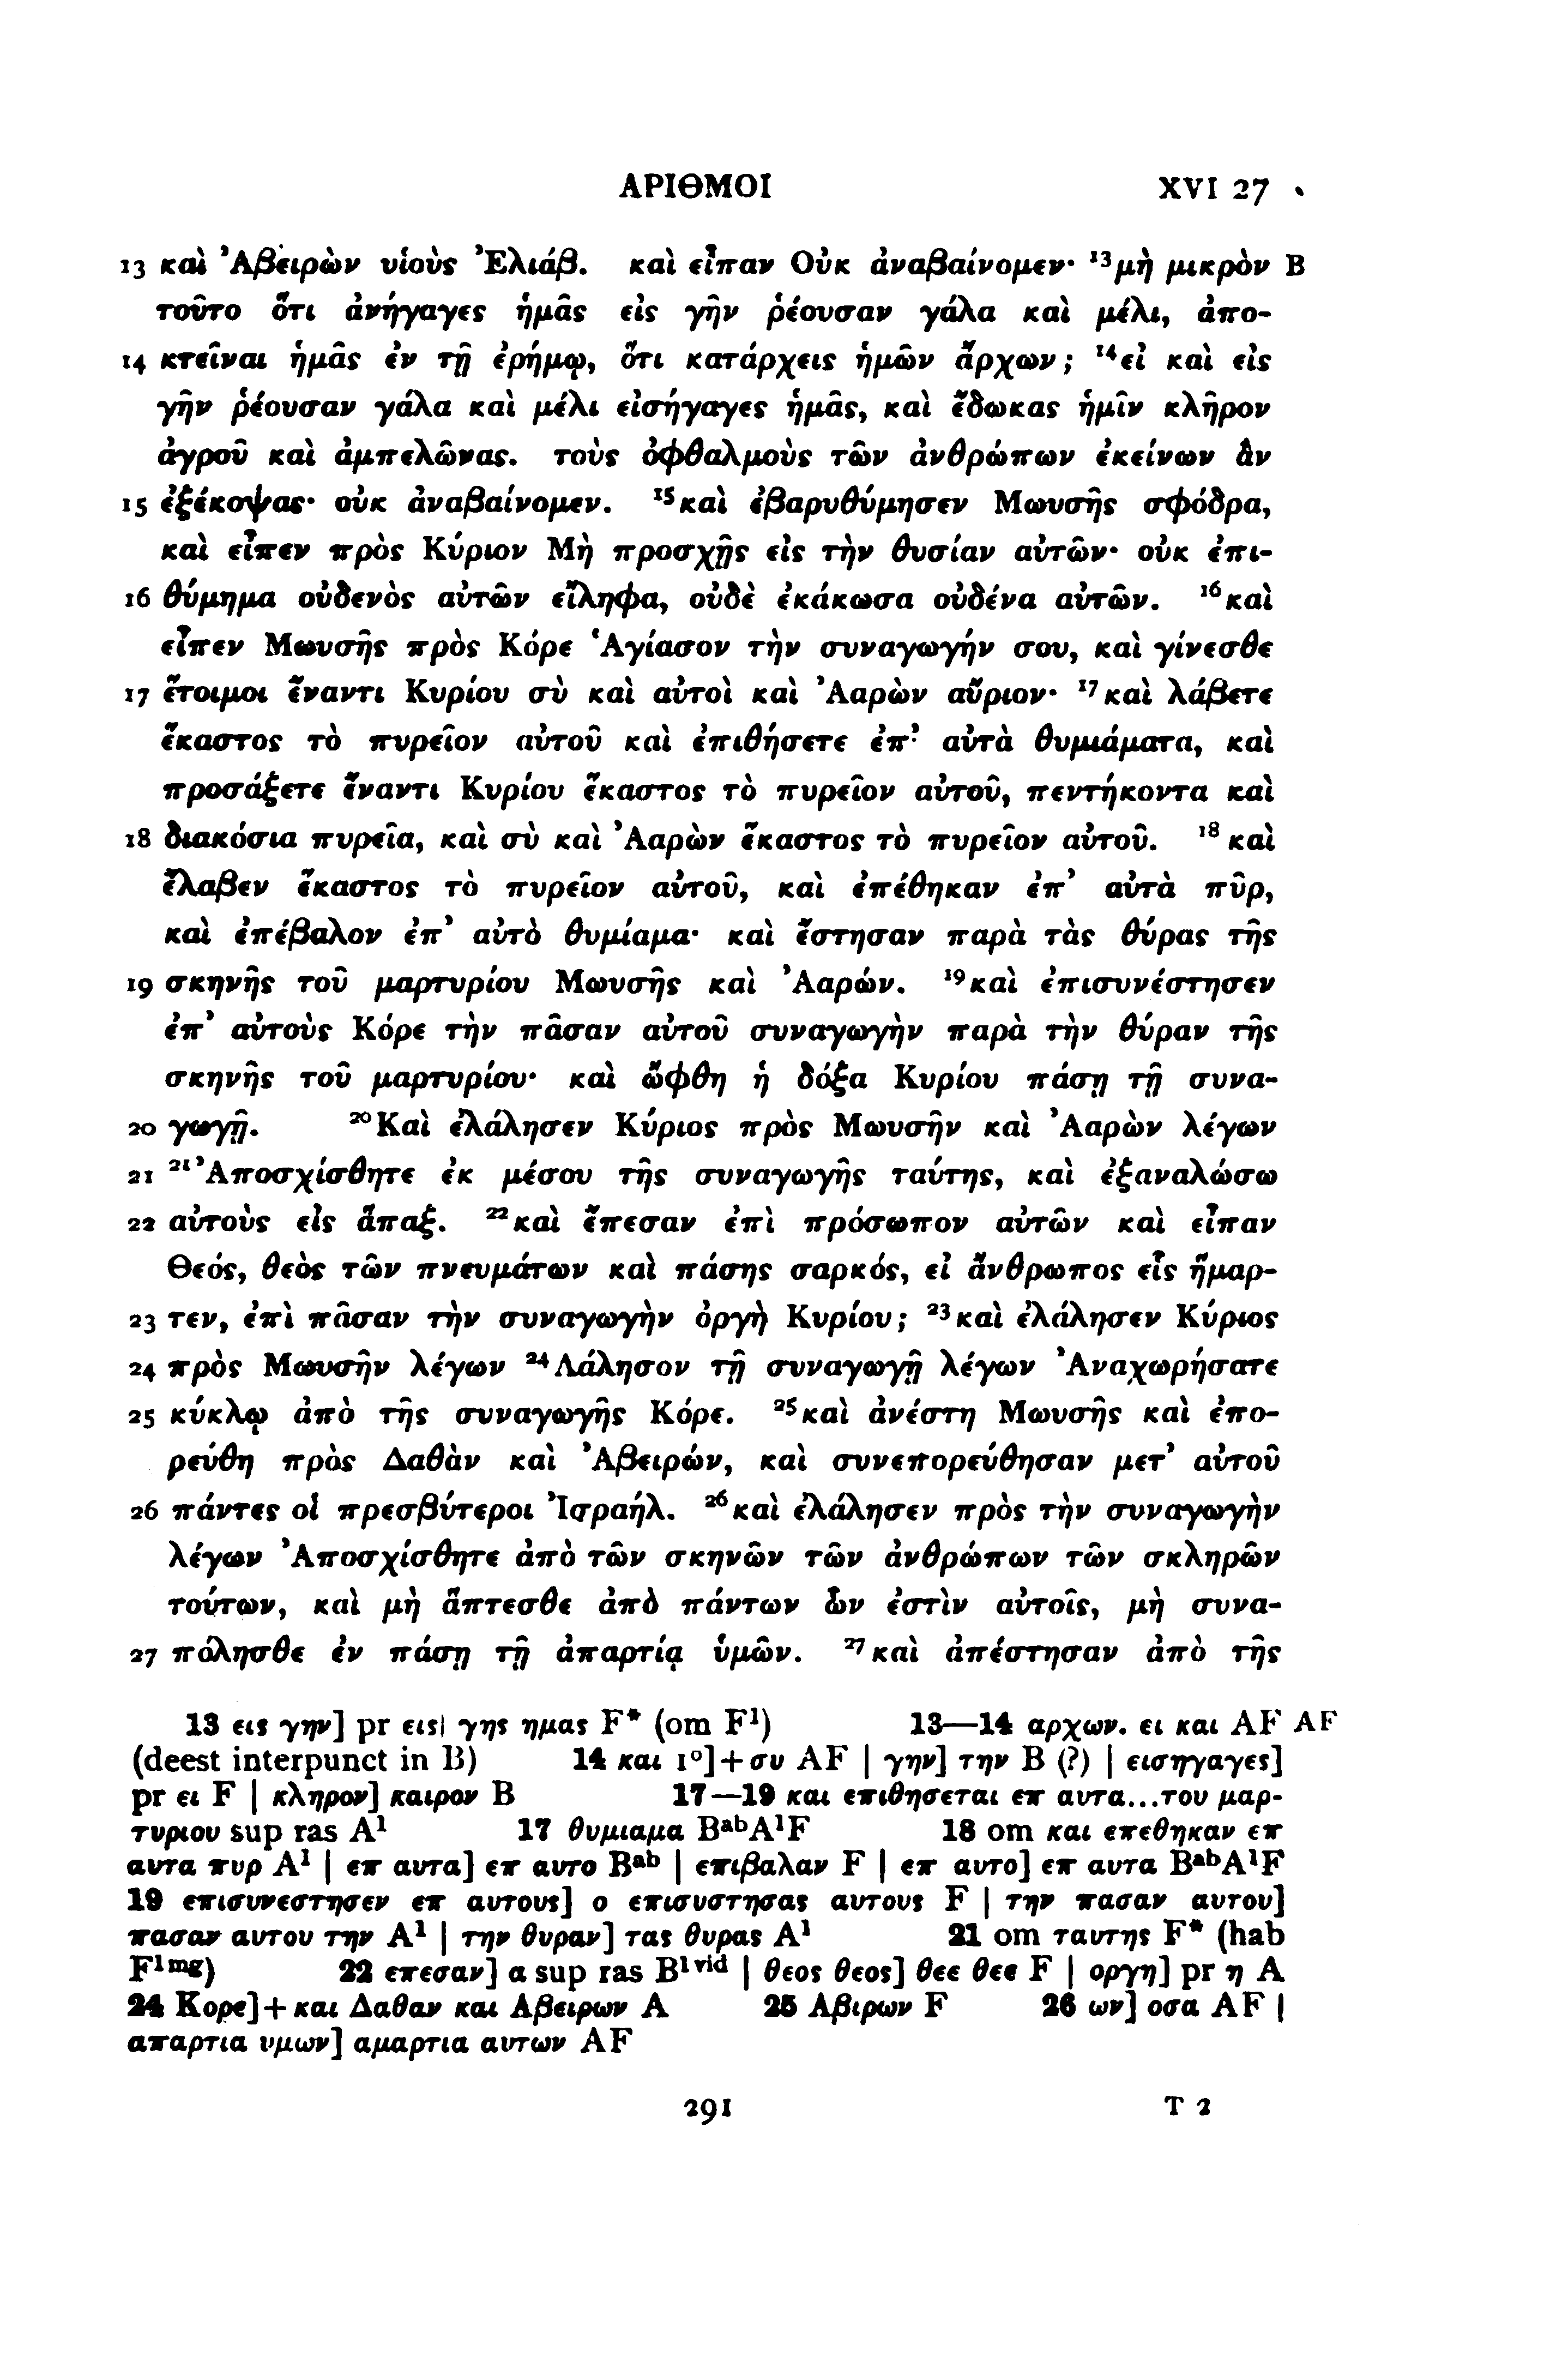 ΑΡΙΘΜΟΙ XVI 27
13 καὶ Ἀβειρὼν υἱοὺς Ἐλιάβ. καὶ εἶπαν Οὐκ ἀναβαίνομεν· ¹³μὴ μικρὸν B
τοῦτο ὅτι ἀνήγαγες ἡμᾶς εἰς γῆν ῥέουσαν γάλα καὶ μέλι, ἀπο-
14 κτεῖναι ἡμᾶς ἐν τῇ ἐρήμῳ, ὅτι κατάρχεις ἡμῶν ἄρχων; ¹⁴εἰ καὶ εἰς
γῆν ῥέουσαν γάλα καὶ μέλι εἰσήγαγες ἡμᾶς, καὶ ἔδωκας ἡμῖν κλῆρον
ἀγροῦ καὶ ἀμπελῶνας. τοὺς ὀφθαλμοὺς τῶν ἀνθρώπων ἐκείνων ἂν
15 ἐξέκοψας· οὐκ ἀναβαίνομεν. ¹⁵καὶ ἐβαρυθύμησεν Μωυσῆς σφόδρα,
καὶ εἶπεν πρὸς Κύριον Μὴ προσχῇς εἰς τὴν θυσίαν αὐτῶν· οὐκ ἐπι-
16 θύμημα οὐδενὸς αὐτῶν εἴληφα, οὐδὲ ἐκάκωσα οὐδένα αὐτῶν. ¹⁶καὶ
εἶπεν Μωυσῆς πρὸς Κόρε Ἁγίασον τὴν συναγωγήν σου, καὶ γίνεσθε
17 ἕτοιμοι ἔναντι Κυρίου σὺ καὶ αὐτοὶ καὶ Ἀαρὼν αὔριον· ¹⁷καὶ λάβετε
ἕκαστος τὸ πυρεῖον αὐτοῦ καὶ ἐπιθήσετε ἐπ᾽ αὐτὰ θυμιάματα, καὶ
προσάξετε ἔναντι Κυρίου ἕκαστος τὸ πυρεῖον αὐτοῦ, πεντήκοντα καὶ
18 διακόσια πυρεῖα, καὶ σὺ καὶ Ἀαρὼν ἕκαστος τὸ πυρεῖον αὐτοῦ. ¹⁸καὶ
ἔλαβεν ἕκαστος τὸ πυρεῖον αὐτοῦ, καὶ ἐπέθηκαν ἐπ᾽ αὐτὰ πῦρ,
καὶ ἐπέβαλον ἐπ᾽ αὐτὸ θυμίαμα· καὶ ἔστησαν παρὰ τὰς θύρας τῆς
19 σκηνῆς τοῦ μαρτυρίου Μωυσῆς καὶ Ἀαρών. ¹⁹καὶ ἐπισυνέστησεν
ἐπ᾽ αὐτοὺς Κόρε τὴν πᾶσαν αὐτοῦ συναγωγὴν παρὰ τὴν θύραν τῆς
σκηνῆς τοῦ μαρτυρίου· καὶ ὤφθη ἡ δόξα Κυρίου πάσῃ τῇ συνα-
20 γωγῇ. ²⁰Καὶ ἐλάλησεν Κύριος πρὸς Μωυσῆν καὶ Ἀαρὼν λέγων
21 ²¹Ἀποσχίσθητε ἐκ μέσου τῆς συναγωγῆς ταύτης, καὶ ἐξαναλώσω
22 αὐτοὺς εἰς ἅπαξ. ²²καὶ ἔπεσαν ἐπὶ πρόσωπον αὐτῶν καὶ εἶπαν
Θεός, θεὸς τῶν πνευμάτων καὶ πάσης σαρκός, εἰ ἄνθρωπος εἷς ἥμαρ-
23 τεν, ἐπὶ πᾶσαν τὴν συναγωγὴν ὀργὴ Κυρίου; ²³καὶ ἐλάλησεν Κύριος
24 πρὸς Μωυσῆν λέγων ²⁴Λάλησον τῇ συναγωγῇ λέγων Ἀναχωρήσατε
25 κύκλῳ ἀπὸ τῆς συναγωγῆς Κόρε. ²⁵καὶ ἀνέστη Μωυσῆς καὶ ἐπο-
ρεύθη πρὸς Δαθὰν καὶ Ἀβειρών, καὶ συνεπορεύθησαν μετ᾽ αὐτοῦ
26 πάντες οἱ πρεσβύτεροι Ἰσραήλ. ²⁶καὶ ἐλάλησεν πρὸς τὴν συναγωγὴν
λέγων Ἀποσχίσθητε ἀπὸ τῶν σκηνῶν τῶν ἀνθρώπων τῶν σκληρῶν
τούτων, καὶ μὴ ἅπτεσθε ἀπὸ πάντων ὧν ἐστὶν αὐτοῖς, μὴ συνα-
27 πόλησθε ἐν πάσῃ τῇ ἀπαρτίᾳ ὑμῶν. ²⁷καὶ ἀπέστησαν ἀπὸ τῆς
13 εις γην] pr εις| γης ημας F* (om F¹) 13—14 αρχων. ει και AF AF
(deest interpunct in B) 14 και 1°]+συ AF | γην] την B (?) | εισηγαγες]
pr ει F | κληρον] καιρον B 17—19 και επιθησεται επ αυτα...του μαρ-
τυριου sup ras A¹ 17 θυμιαμα BᵃᵇA¹F 18 om και επεθηκαν επ
αυτα πυρ A¹ | επ αυτα] επ αυτο Bᵃᵇ | επιβαλαν F | επ αυτο] επ αυτα BᵃᵇA¹F
19 επισυνεστησεν επ αυτους] ο επισυστησας αυτους F | την πασαν αυτου]
πασαν αυτου την A¹ | την θυραν] τας θυρας A¹ 21 om ταυτης F* (hab
F¹ᵐᵍ) 22 επεσαν] α sup ras B¹ᵛⁱᵈ | θεος θεος] θεε θεε F | οργη] pr η A
24 Κορε]+και Δαθαν και Αβειρων A 25 Αβιρων F 26 ων] οσα AF |
απαρτια υμων] αμαρτια αυτων AF
291 T 2